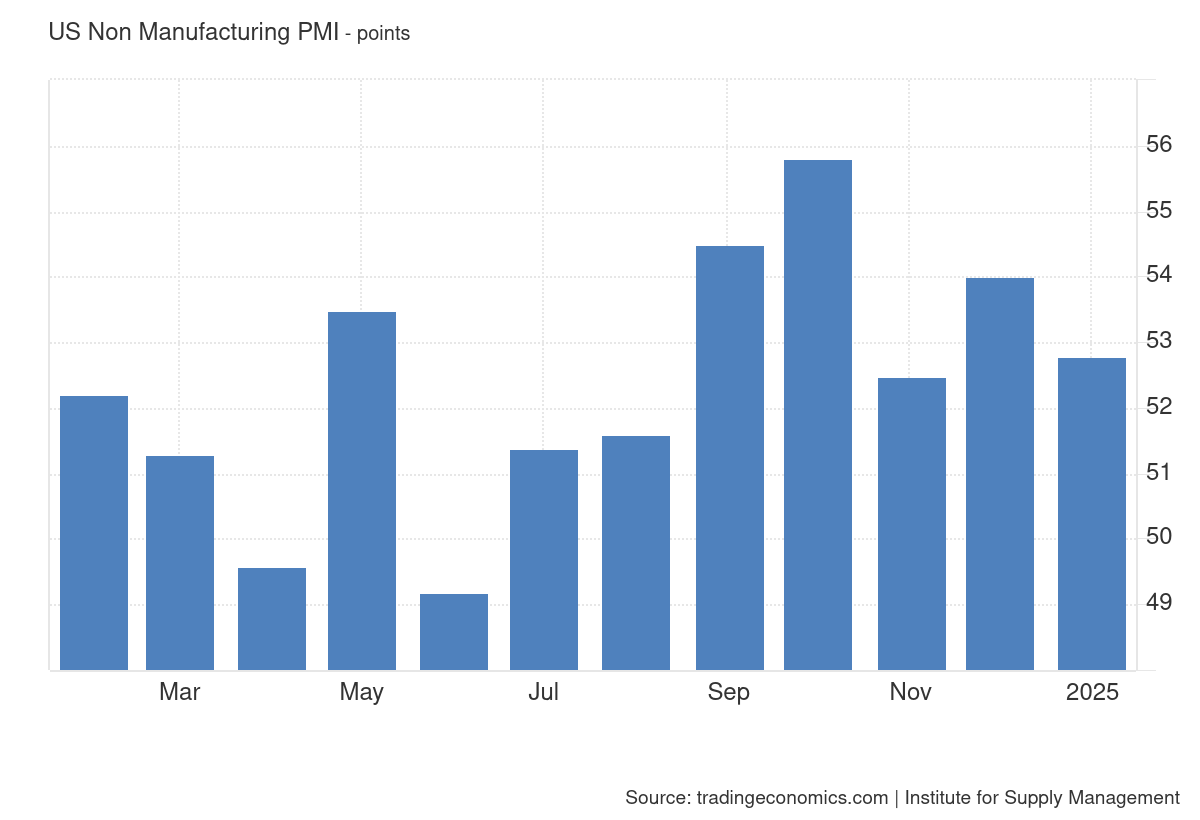 US Non Manufacturing PMI - points
56
55
54
53
52
51
50
49
Mar May Jul Sep Nov 2025
Source: tradingeconomics.com | Institute for Supply Management